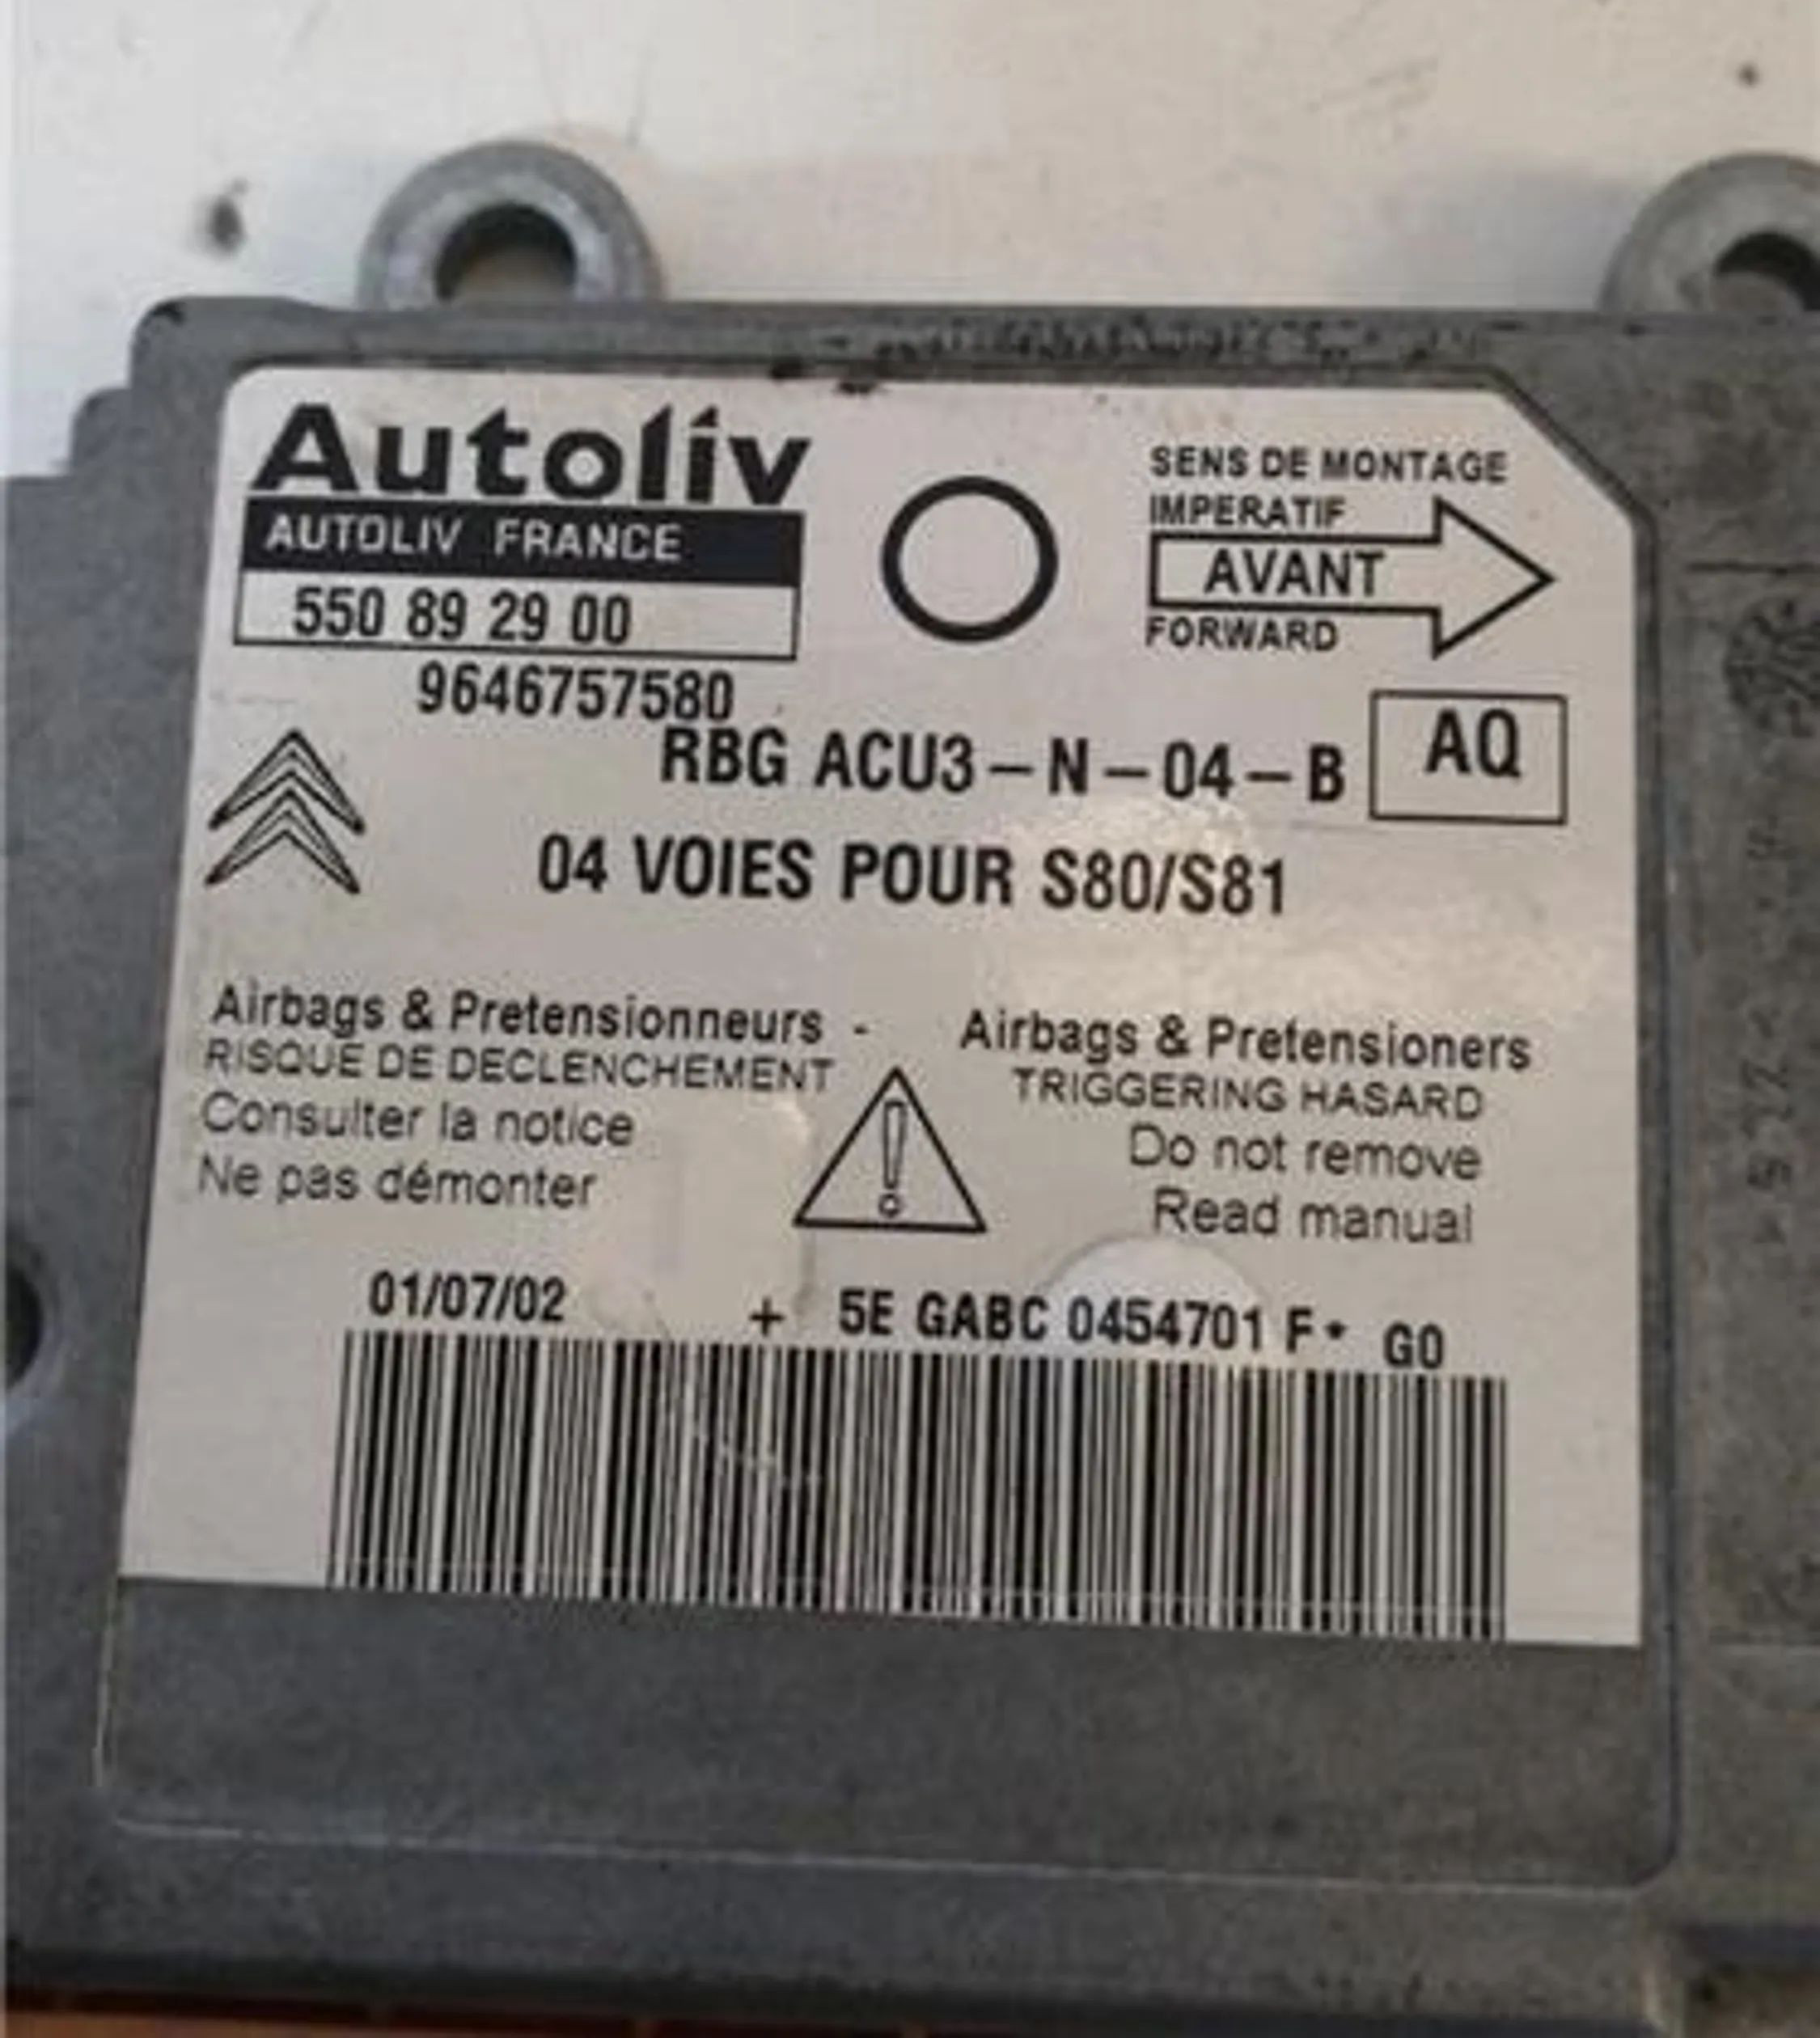 Autoliv
AUTOLIV FRANCE
550 89 29 00
9646757580
SENS DE MONTAGE
IMPERATIF
AVANT
FORWARD
RBG ACU3-N-04-B
AQ
04 VOIES POUR S80/S81
Airbags & Pretensionneurs -
RISQUE DE DECLENCHEMENT
Consulter la notice
Ne pas démonter
Airbags & Pretensioners
TRIGGERING HASARD
Do not remove
Read manual
01/07/02 + 5E GABC 0454701 F* G0